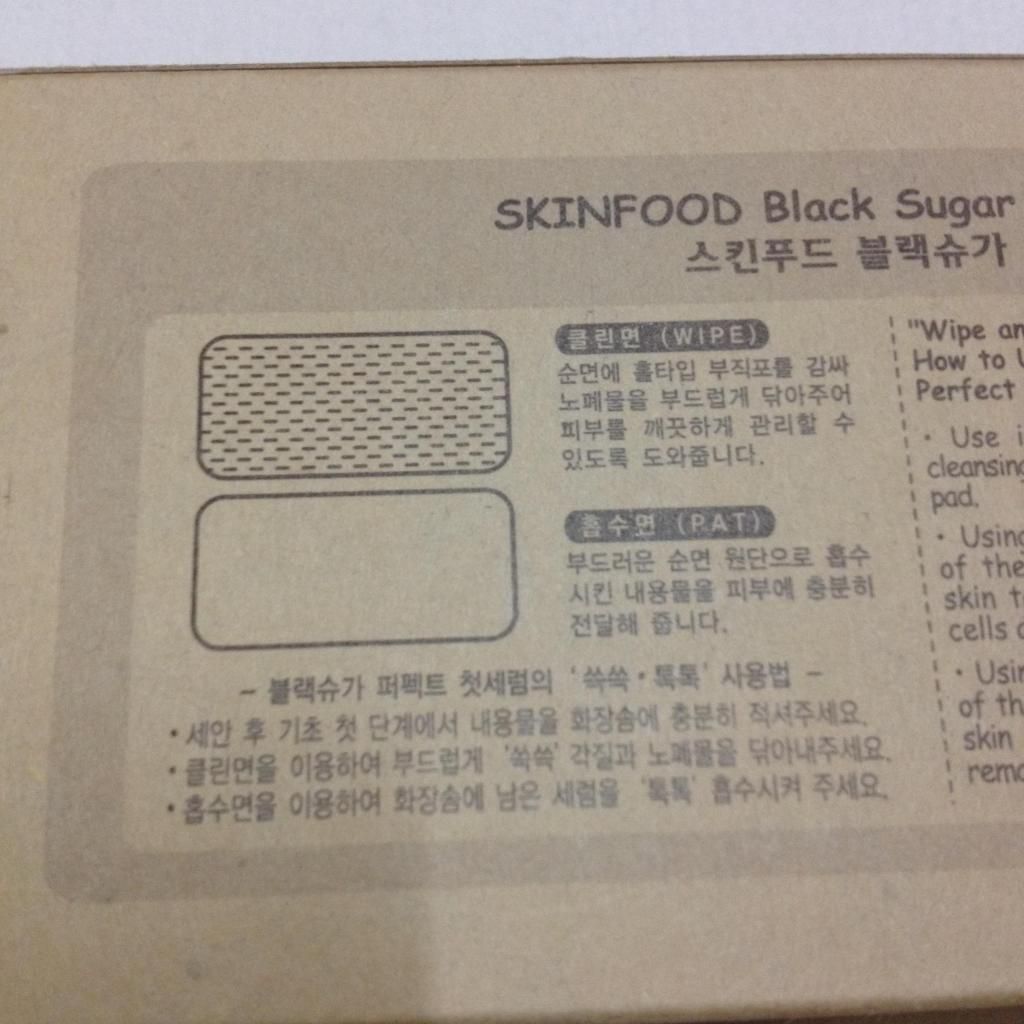 SKINFOOD Black Sugar
스킨푸드 블랙슈가
클린면 (WIPE)
순면에 홀타입 부직포를 감싸
노폐물을 부드럽게 닦아주어
피부를 깨끗하게 관리할 수
있도록 도와줍니다.
흡수면 (PAT)
부드러운 순면 원단으로 흡수
시킨 내용물을 피부에 충분히
전달해 줍니다.
- 블랙슈가 퍼펙트 첫세럼의 '쓱쓱·톡톡' 사용법 -
· 세안 후 기초 첫 단계에서 내용물을 화장솜에 충분히 적셔주세요.
· 클린면을 이용하여 부드럽게 '쓱쓱' 각질과 노폐물을 닦아내주세요.
· 흡수면을 이용하여 화장솜에 남은 세럼을 '톡톡' 흡수시켜 주세요.
"Wipe
How to
Perfect
· Use
cleansing
pad.
· Using
of the
skin
cells
·
of
skin